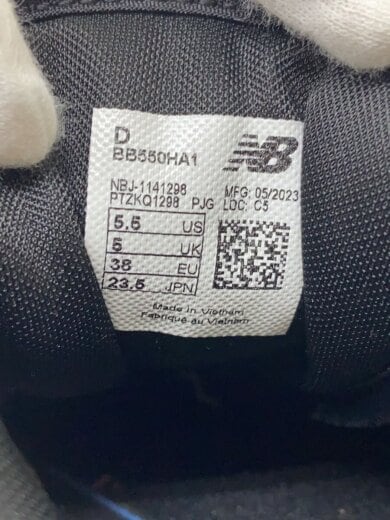 D
BB550HA1
NB
NBJ-1141298
PTZKQ1298 PJG
MFG: 05/2023
LOC: C5
5.5 US
5 UK
38 EU
23.5 JPN
Made in Vietnam
Fabriqué au Vietnam